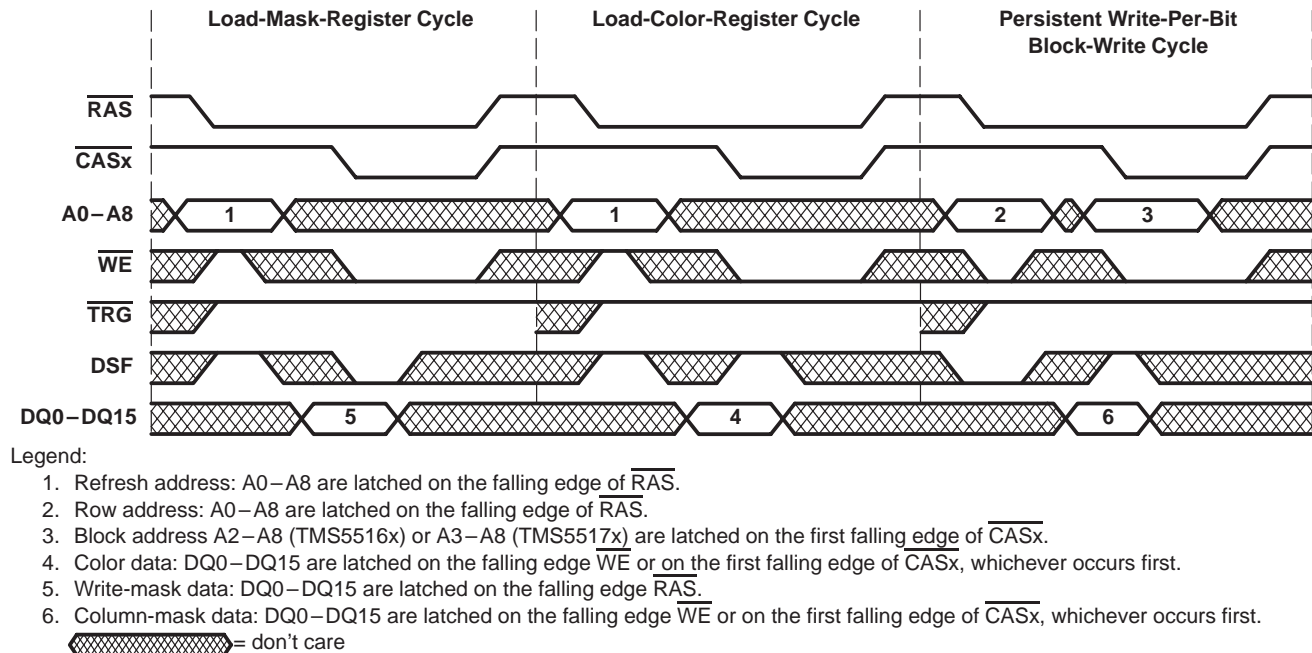 Load-Mask-Register Cycle
Load-Color-Register Cycle
Persistent Write-Per-Bit
Block-Write Cycle
RAS
CASx
A0–A8
1
1
2
3
WE
TRG
DSF
DQ0–DQ15
5
4
6
Legend:
1. Refresh address: A0–A8 are latched on the falling edge of RAS.
2. Row address: A0–A8 are latched on the falling edge of RAS.
3. Block address A2–A8 (TMS5516x) or A3–A8 (TMS5517x) are latched on the first falling edge of CASx.
4. Color data: DQ0–DQ15 are latched on the falling edge WE or on the first falling edge of CASx, whichever occurs first.
5. Write-mask data: DQ0–DQ15 are latched on the falling edge RAS.
6. Column-mask data: DQ0–DQ15 are latched on the falling edge WE or on the first falling edge of CASx, whichever occurs first.
= don't care